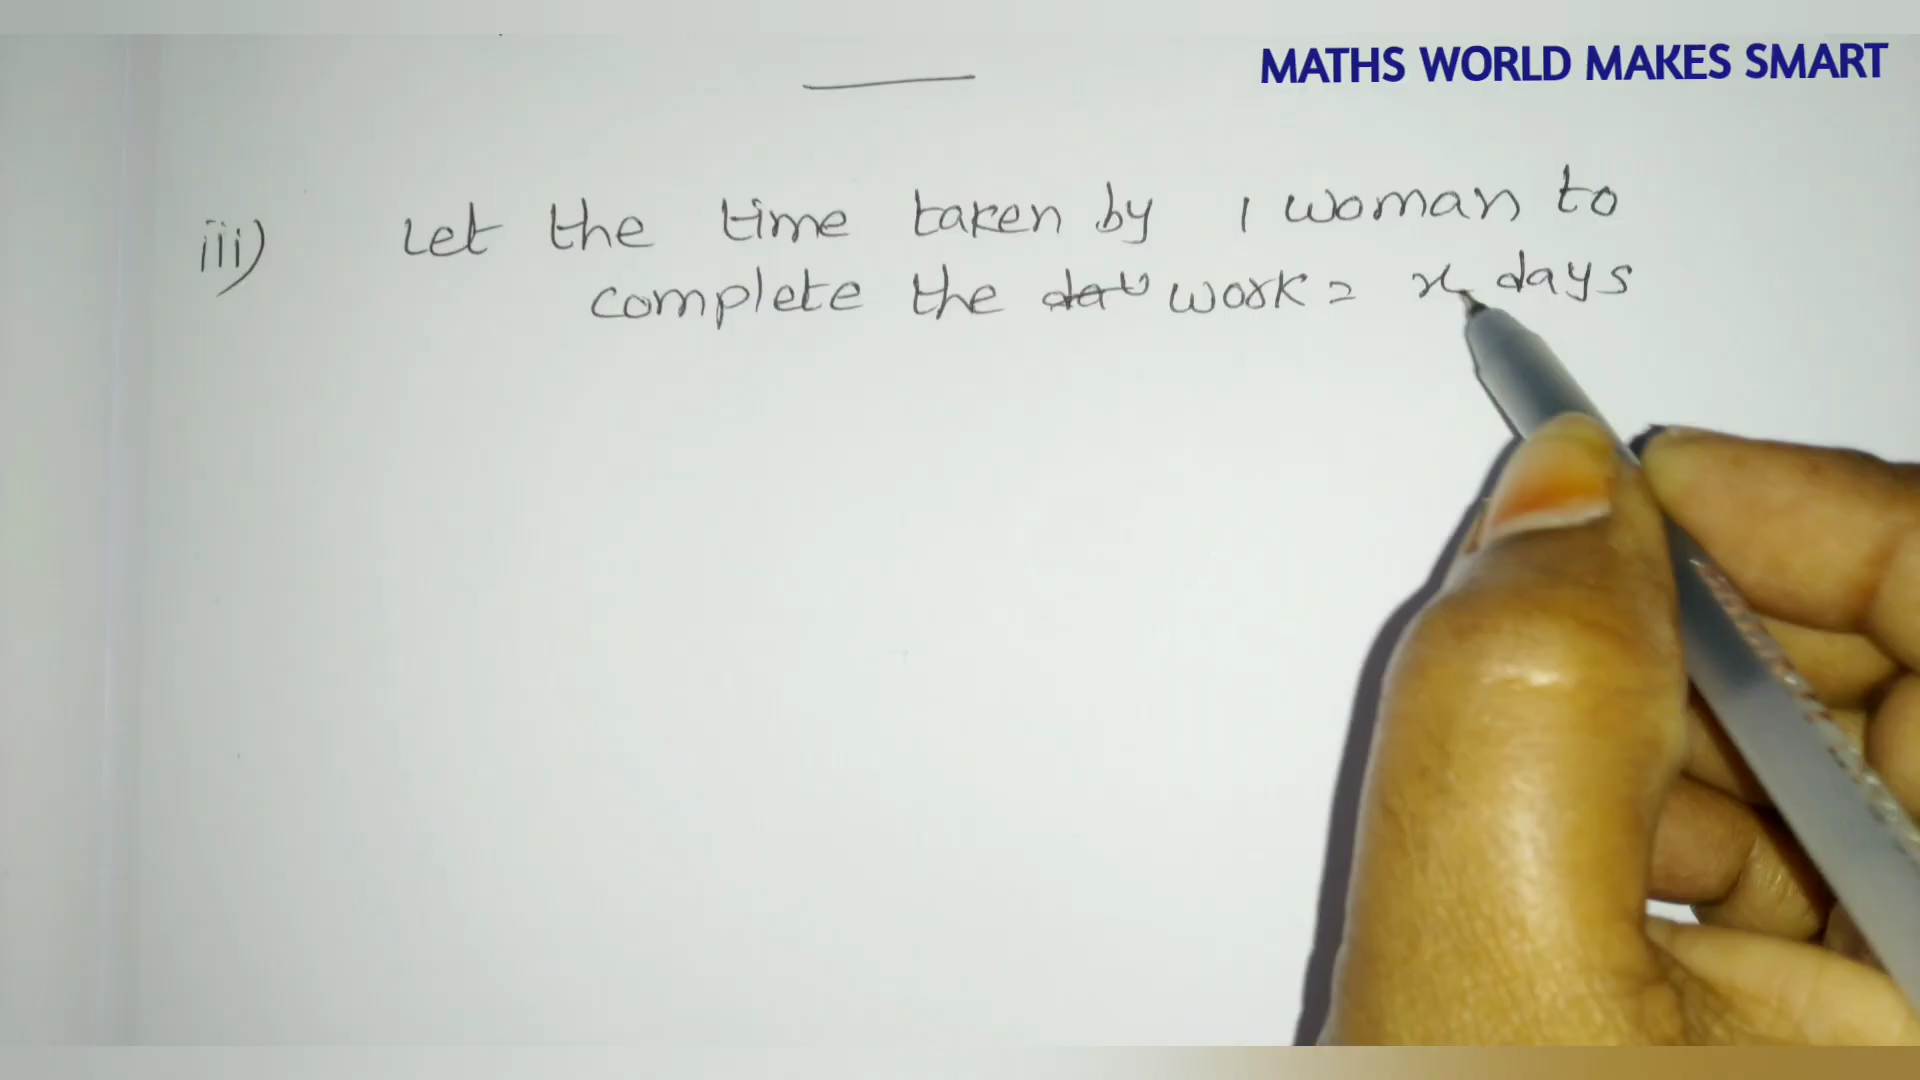 MATHS WORLD MAKES SMART
iii) Let the time taken by 1 woman to
complete the work = x days